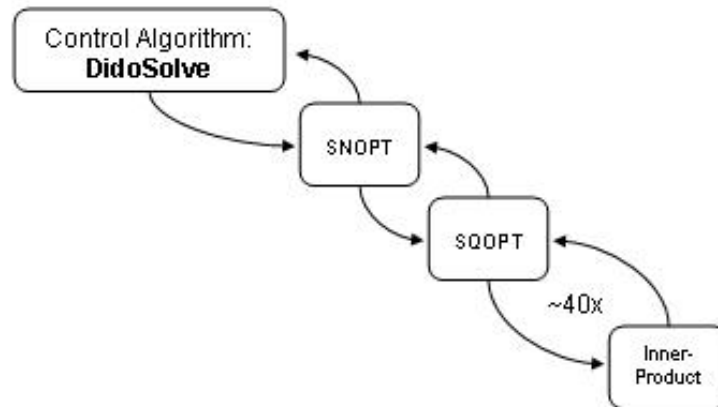 Control Algorithm:
DidoSolve
SNOPT
SQOPT
~40x
Inner-
Product